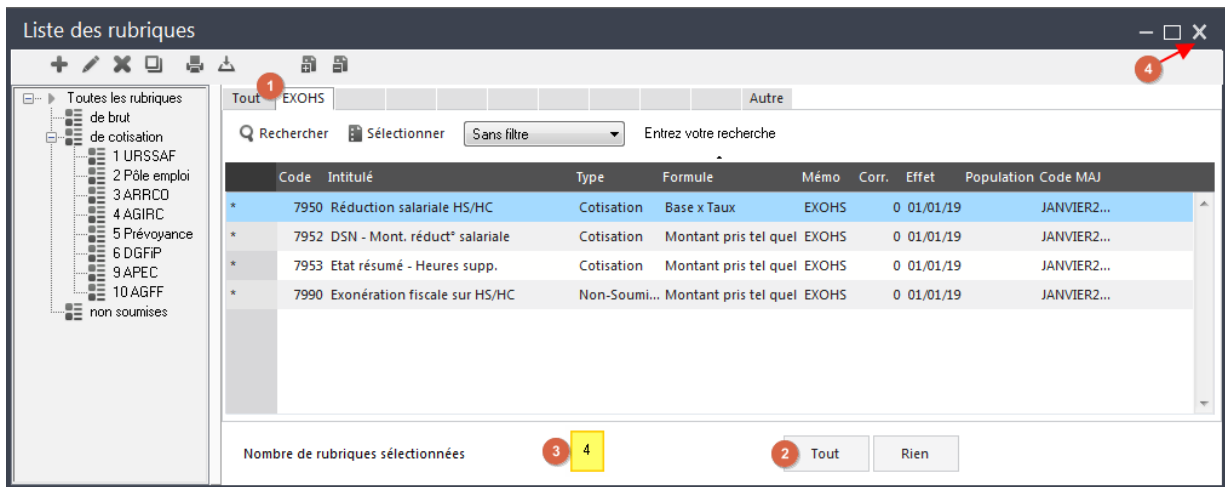 Liste des rubriques
4
1
Toutes les rubriques
de brut
de cotisation
1 URSSAF
2 Pôle emploi
3 ARRCO
4 AGIRC
5 Prévoyance
6 DGFiP
9 APEC
10 AGFF
non soumises
Tout EXOHS Autre
Rechercher Sélectionner Sans filtre Entrez votre recherche
Code Intitulé Type Formule Mémo Corr. Effet Population Code MAJ
* 7950 Réduction salariale HS/HC Cotisation Base x Taux EXOHS 0 01/01/19 JANVIER2...
* 7952 DSN - Mont. réduct° salariale Cotisation Montant pris tel quel EXOHS 0 01/01/19 JANVIER2...
* 7953 Etat résumé - Heures supp. Cotisation Montant pris tel quel EXOHS 0 01/01/19 JANVIER2...
* 7990 Exonération fiscale sur HS/HC Non-Soumi... Montant pris tel quel EXOHS 0 01/01/19 JANVIER2...
Nombre de rubriques sélectionnées 3 4 2 Tout Rien